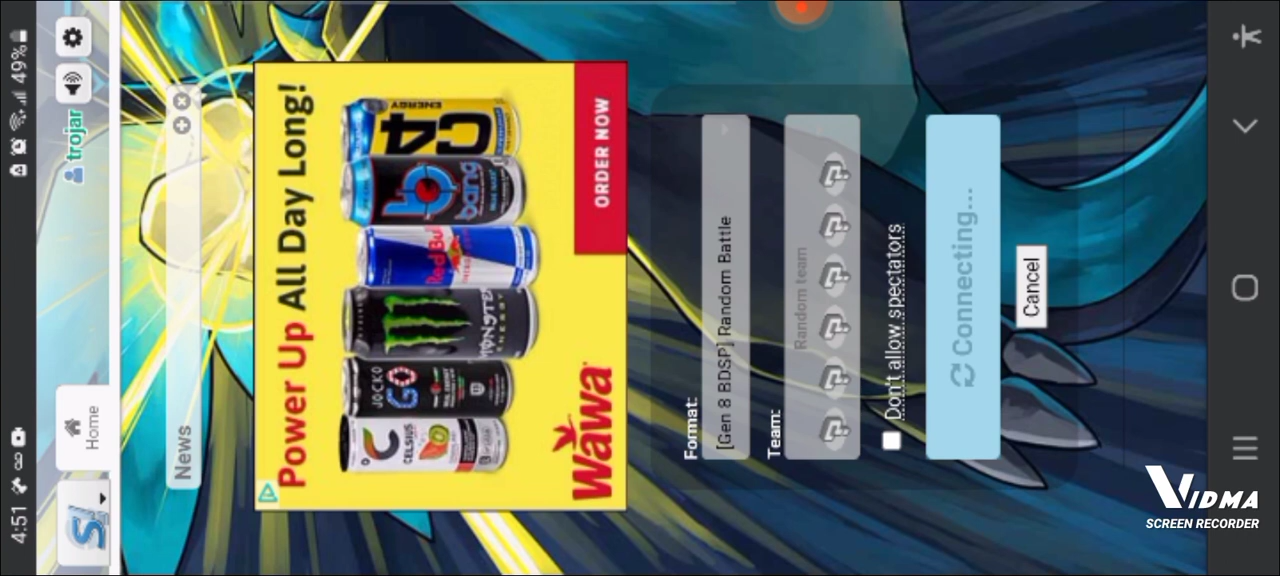 4:51
49%
Home
trojar
News
Power Up All Day Long!
CELSIUS
JOCKO
GO
MONSTER
ENERGY
Red Bull
bang
C4
ENERGY
Wawa
ORDER NOW
Format:
[Gen 8 BDSP] Random Battle
Team:
Random team
Don't allow spectators
Connecting...
Cancel
VIDMA
SCREEN RECORDER